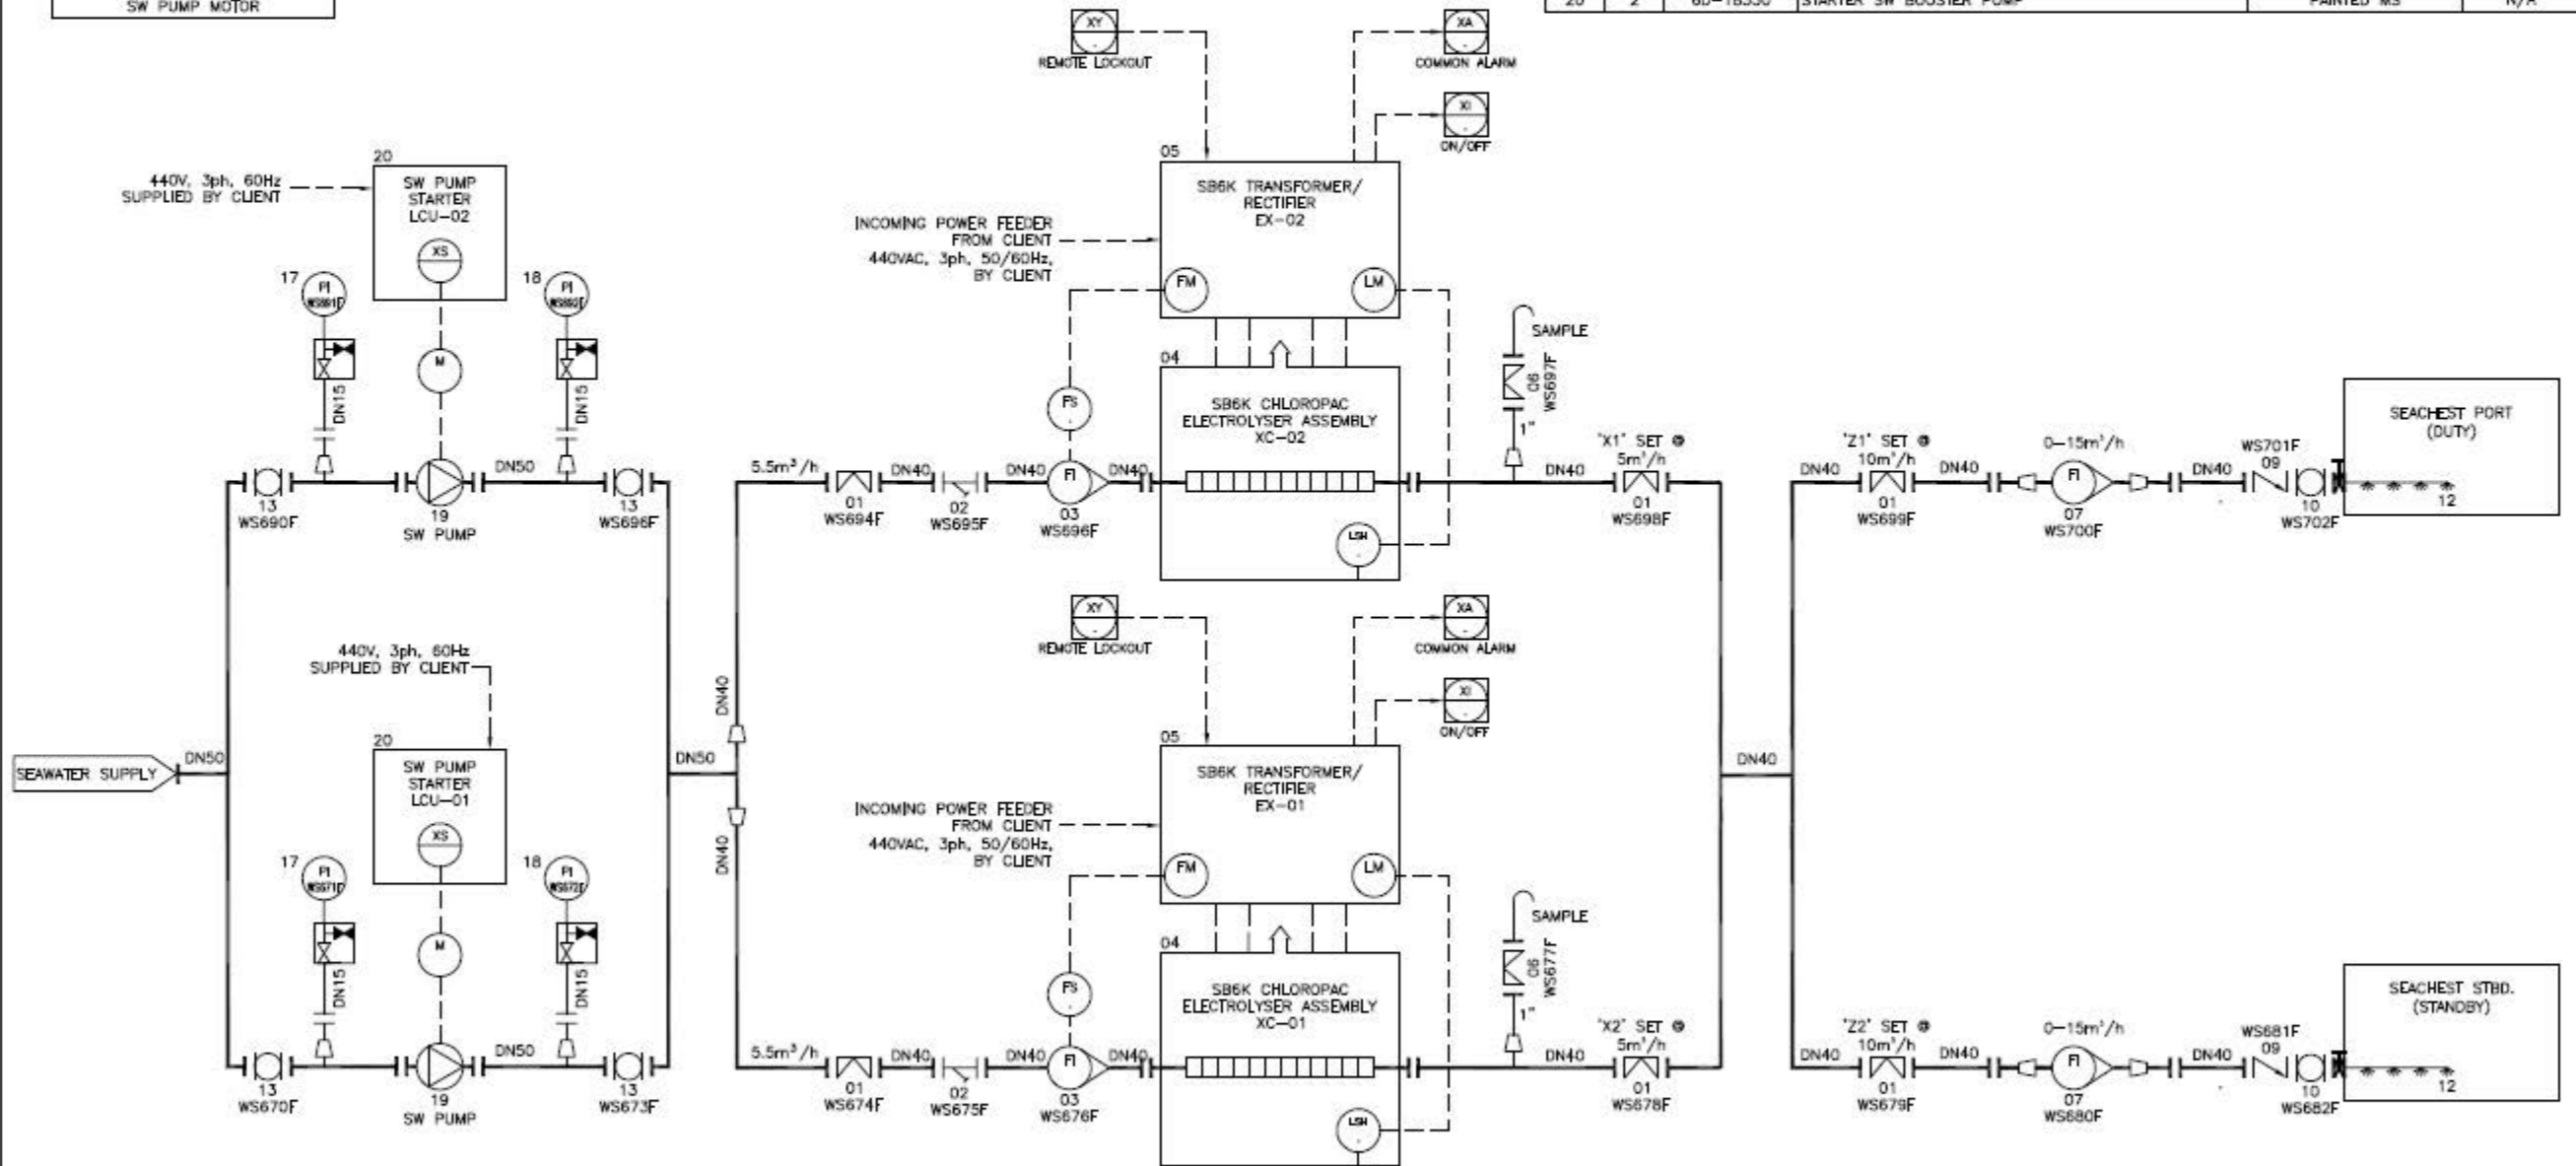 SW PUMP MOTOR
20 2 6D-1B550 STARTER SW BOOSTER PUMP PAINTED MS N/A
XY
REMOTE LOCKOUT
XA
COMMON ALARM
XI
ON/OFF
440V, 3ph, 60Hz
SUPPLIED BY CLIENT
20
SW PUMP
STARTER
LCU-02
XS
17
PI
18
PI
M
DN15
DN15
DN50
13
WS690F
19
SW PUMP
13
WS696F
05
SB6K TRANSFORMER/
RECTIFIER
EX-02
INCOMING POWER FEEDER
FROM CLIENT
440VAC, 3ph, 50/60Hz,
BY CLIENT
FM
LM
04
SB6K CHLOROPAC
ELECTROLYSER ASSEMBLY
XC-02
FS
SAMPLE
06
WS697F
1"
5.5m³/h
01
WS694F
DN40
02
WS695F
DN40
FI
03
WS696F
DN40
LSH
DN40
"X1" SET @
5m³/h
01
WS698F
DN40
"Z1" SET @
10m³/h
01
WS699F
DN40
0-15m³/h
FI
07
WS700F
DN40
WS701F
09
10
WS702F
SEACHEST PORT
(DUTY)
12
SEAWATER SUPPLY
DN50
DN50
DN40
DN40
DN40
440V, 3ph, 60Hz
SUPPLIED BY CLIENT
20
SW PUMP
STARTER
LCU-01
XS
17
PI
WS671F
18
PI
WS672F
M
DN15
DN15
DN50
13
WS670F
19
SW PUMP
13
WS673F
XY
REMOTE LOCKOUT
XA
COMMON ALARM
XI
ON/OFF
05
SB6K TRANSFORMER/
RECTIFIER
EX-01
INCOMING POWER FEEDER
FROM CLIENT
440VAC, 3ph, 50/60Hz,
BY CLIENT
FM
LM
04
SB6K CHLOROPAC
ELECTROLYSER ASSEMBLY
XC-01
FS
SAMPLE
06
WS677F
1"
5.5m³/h
01
WS674F
DN40
02
WS675F
DN40
FI
03
WS676F
DN40
LSH
DN40
"X2" SET @
5m³/h
01
WS678F
DN40
"Z2" SET @
10m³/h
01
WS679F
DN40
0-15m³/h
FI
07
WS680F
DN40
WS681F
09
10
WS682F
SEACHEST STBD.
(STANDBY)
12